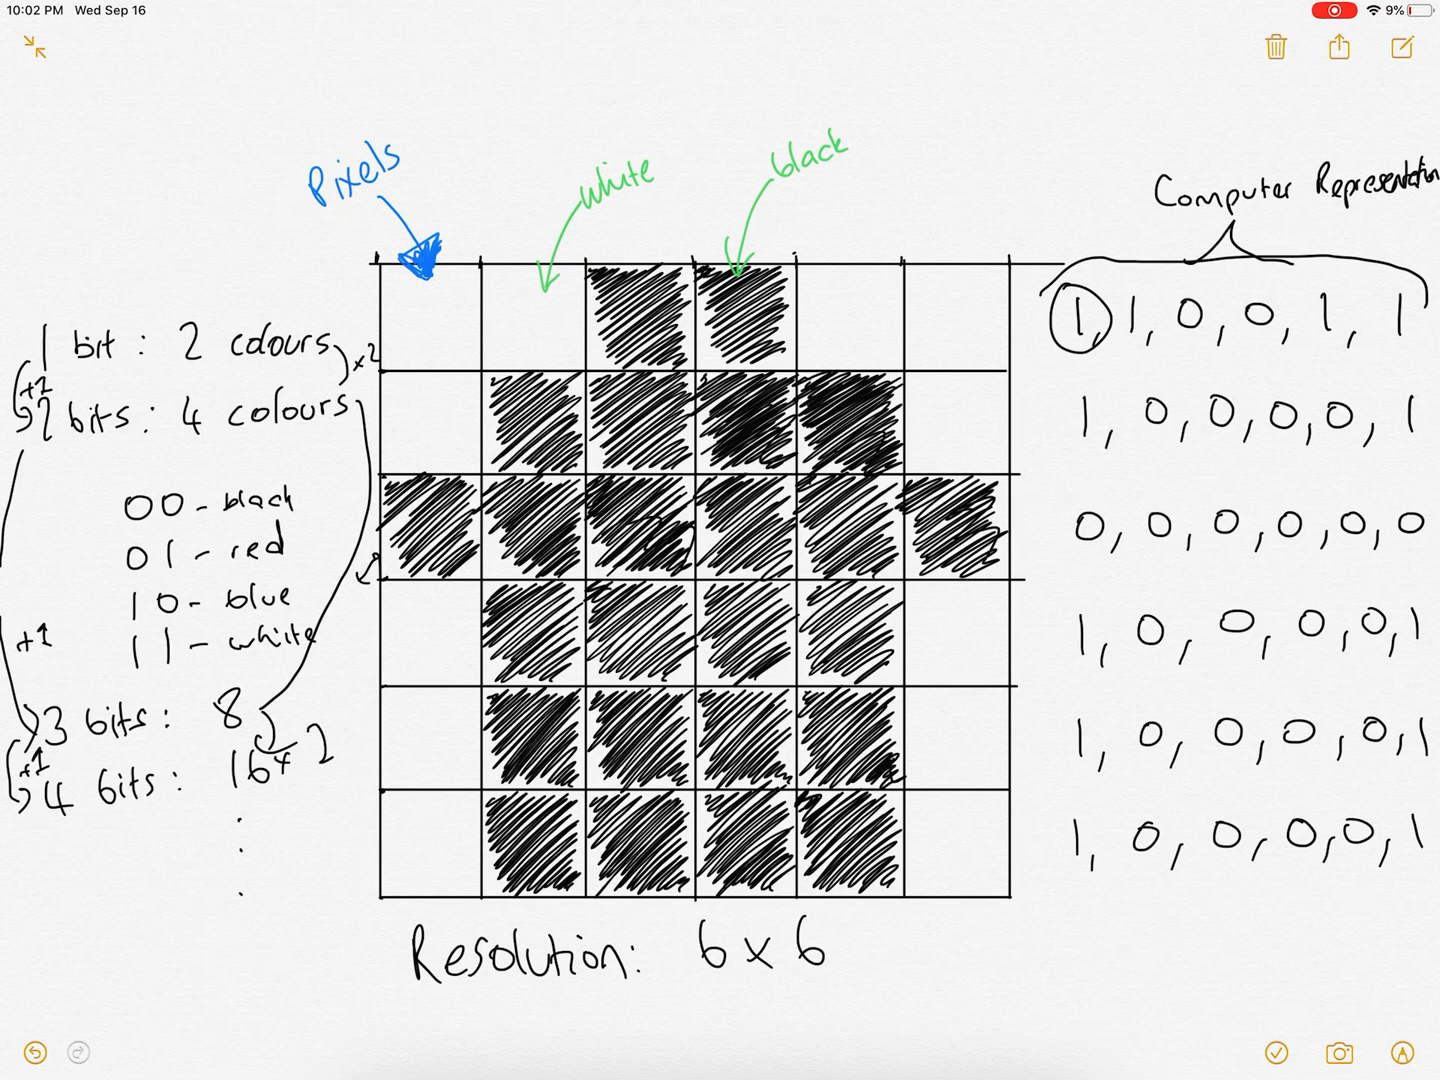 10:02 PM Wed Sep 16
9%
Pixels
white
black
Computer Representation
1 bit : 2 colours
×2
+1
2 bits : 4 colours
00 - black
01 - red
10 - blue
11 - white
+1
3 bits : 8
×2
+1
4 bits : 16
1, 1, 0, 0, 1, 1
1, 0, 0, 0, 0, 1
0, 0, 0, 0, 0, 0
1, 0, 0, 0, 0, 1
1, 0, 0, 0, 0, 1
1, 0, 0, 0, 0, 1
Resolution: 6 x 6